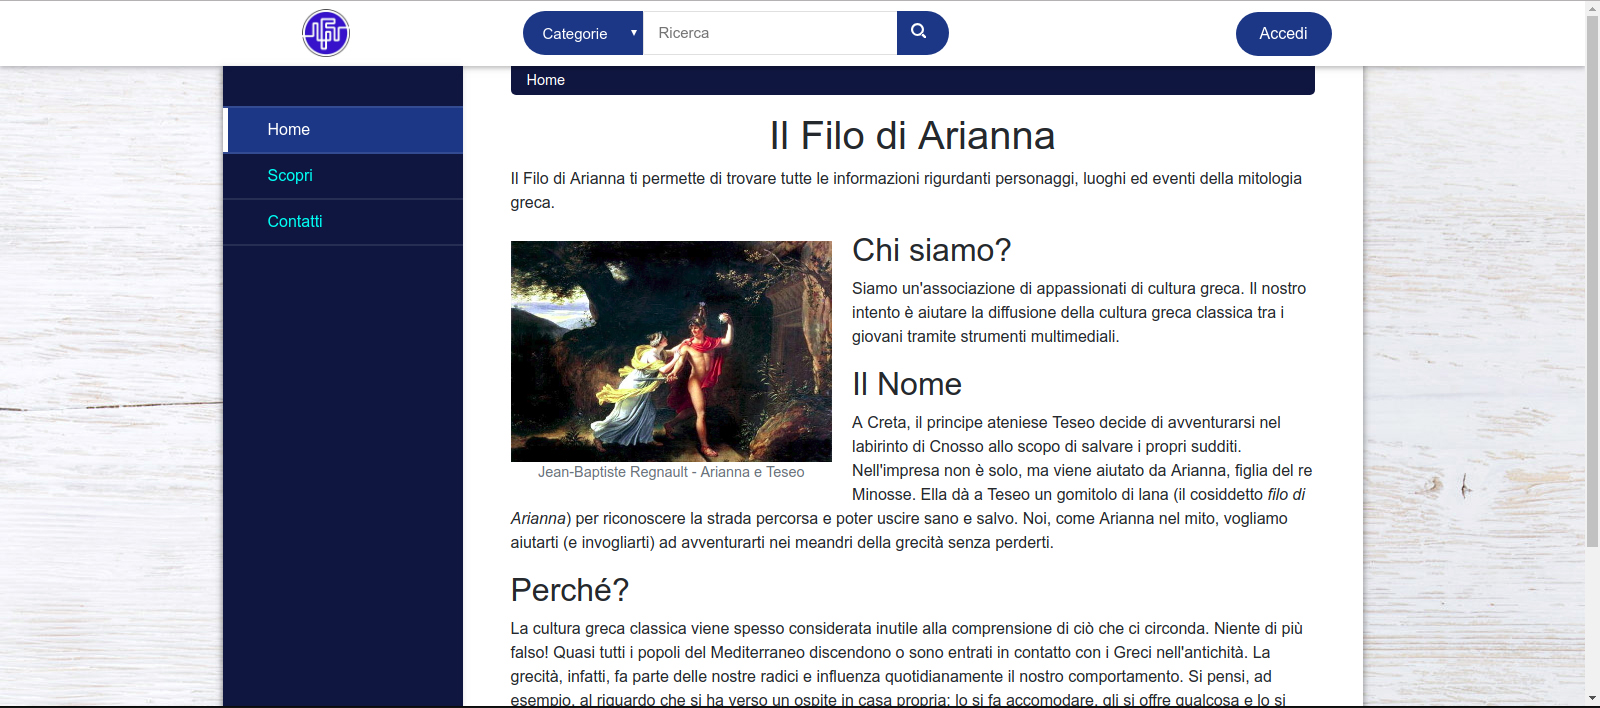 Categorie
Ricerca
Accedi
Home
Home
Scopri
Contatti
Il Filo di Arianna
Il Filo di Arianna ti permette di trovare tutte le informazioni rigurdanti personaggi, luoghi ed eventi della mitologia
greca.
Jean-Baptiste Regnault - Arianna e Teseo
Chi siamo?
Siamo un'associazione di appassionati di cultura greca. Il nostro
intento è aiutare la diffusione della cultura greca classica tra i
giovani tramite strumenti multimediali.
Il Nome
A Creta, il principe ateniese Teseo decide di avventurarsi nel
labirinto di Cnosso allo scopo di salvare i propri sudditi.
Nell'impresa non è solo, ma viene aiutato da Arianna, figlia del re
Minosse. Ella dà a Teseo un gomitolo di lana (il cosiddetto filo di
Arianna) per riconoscere la strada percorsa e poter uscire sano e salvo. Noi, come Arianna nel mito, vogliamo
aiutarti (e invogliarti) ad avventurarti nei meandri della grecità senza perderti.
Perché?
La cultura greca classica viene spesso considerata inutile alla comprensione di ciò che ci circonda. Niente di più
falso! Quasi tutti i popoli del Mediterraneo discendono o sono entrati in contatto con i Greci nell'antichità. La
grecità, infatti, fa parte delle nostre radici e influenza quotidianamente il nostro comportamento. Si pensi, ad
esempio, al riguardo che si ha verso un ospite in casa propria: lo si fa accomodare, gli si offre qualcosa e lo si